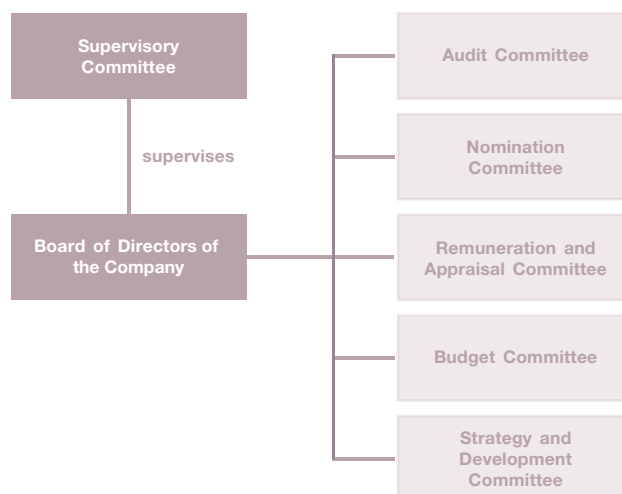 Supervisory
Committee
supervises
Board of Directors of
the Company
Audit Committee
Nomination
Committee
Remuneration and
Appraisal Committee
Budget Committee
Strategy and
Development
Committee